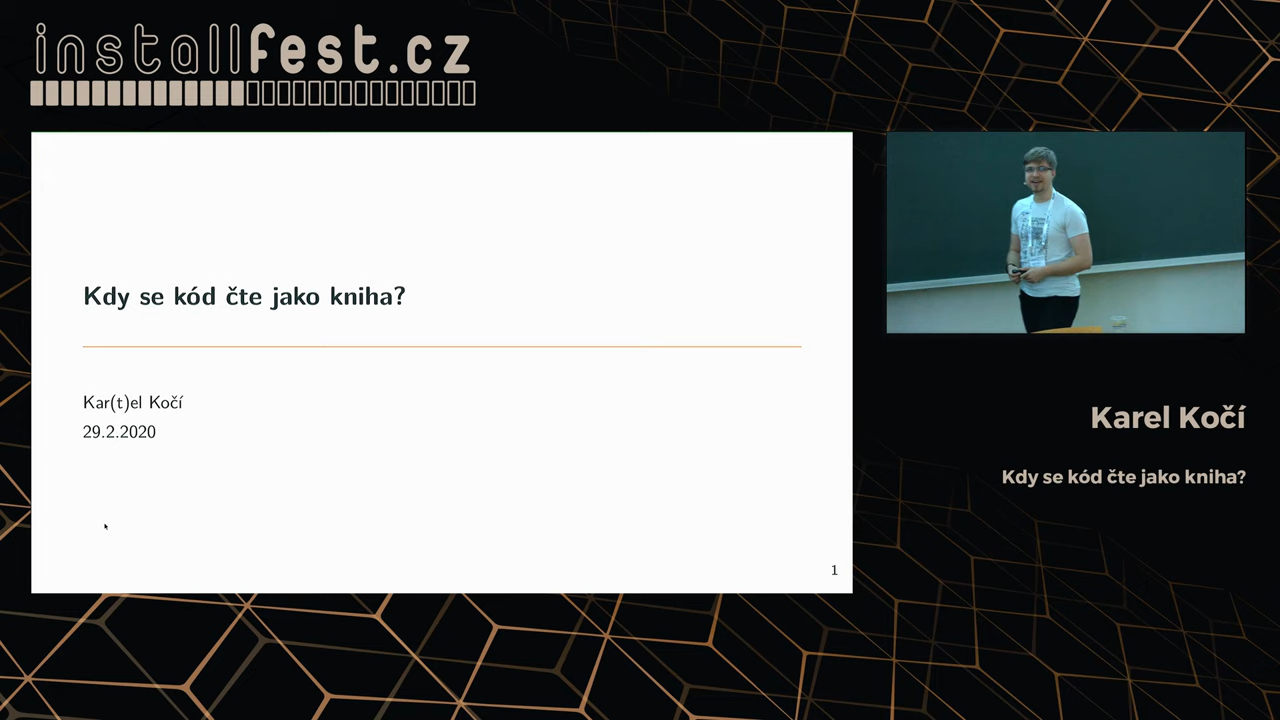 installfest.cz
Kdy se kód čte jako kniha?
Kar(t)el Kočí
29.2.2020
1
Karel Kočí
Kdy se kód čte jako kniha?